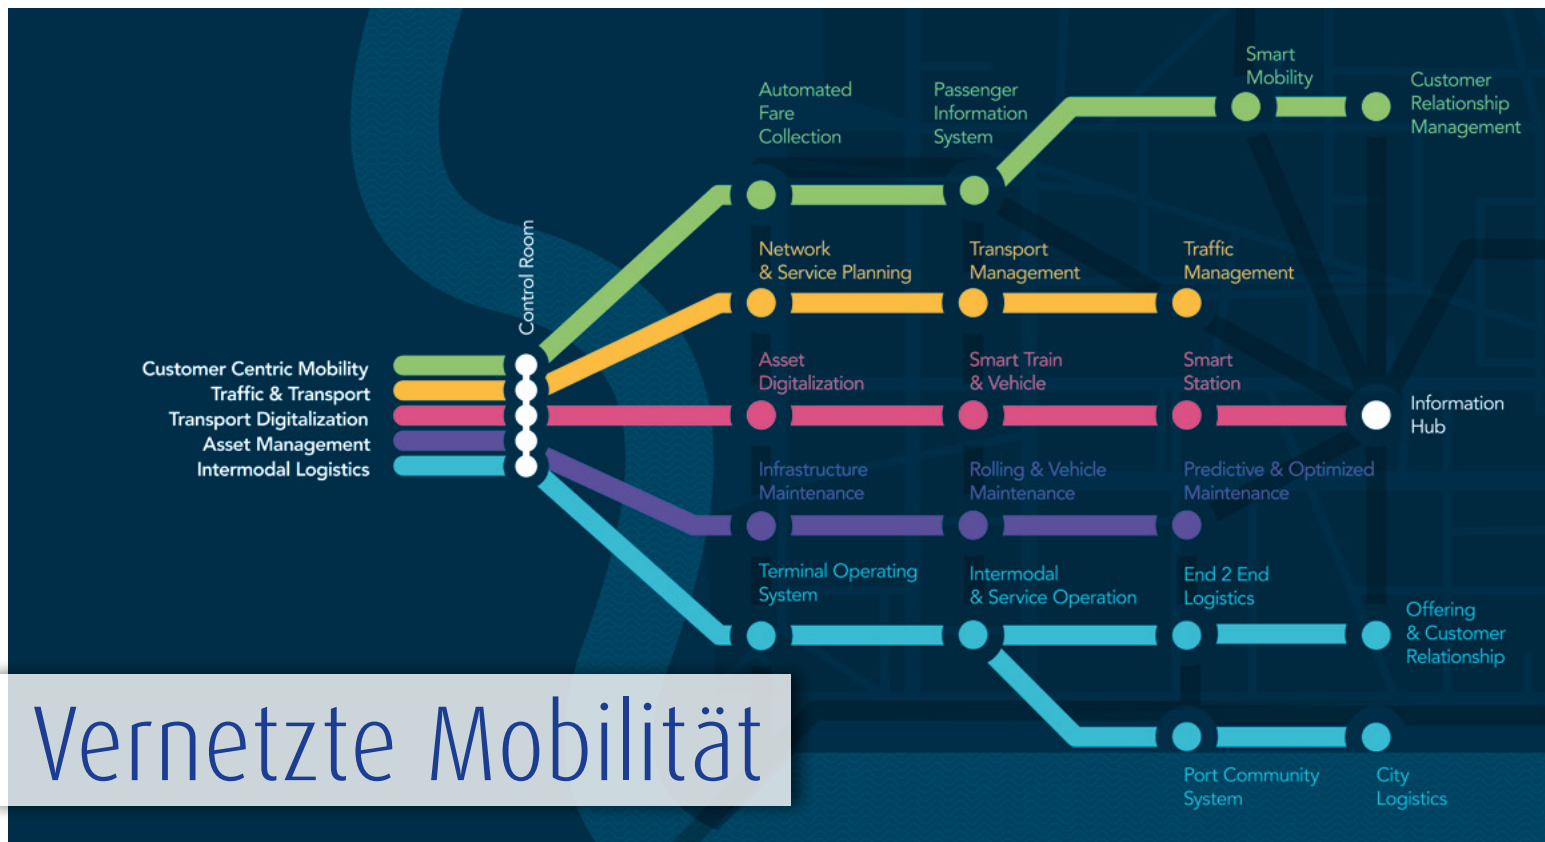 Smart
Mobility
Customer
Relationship
Management
Automated
Fare
Collection
Passenger
Information
System
Control Room
Network
& Service Planning
Transport
Management
Traffic
Management
Customer Centric Mobility
Traffic & Transport
Transport Digitalization
Asset Management
Intermodal Logistics
Asset
Digitalization
Smart Train
& Vehicle
Smart
Station
Information
Hub
Infrastructure
Maintenance
Rolling & Vehicle
Maintenance
Predictive & Optimized
Maintenance
Terminal Operating
System
Intermodal
& Service Operation
End 2 End
Logistics
Offering
& Customer
Relationship
Port Community
System
City
Logistics
Vernetzte Mobilität